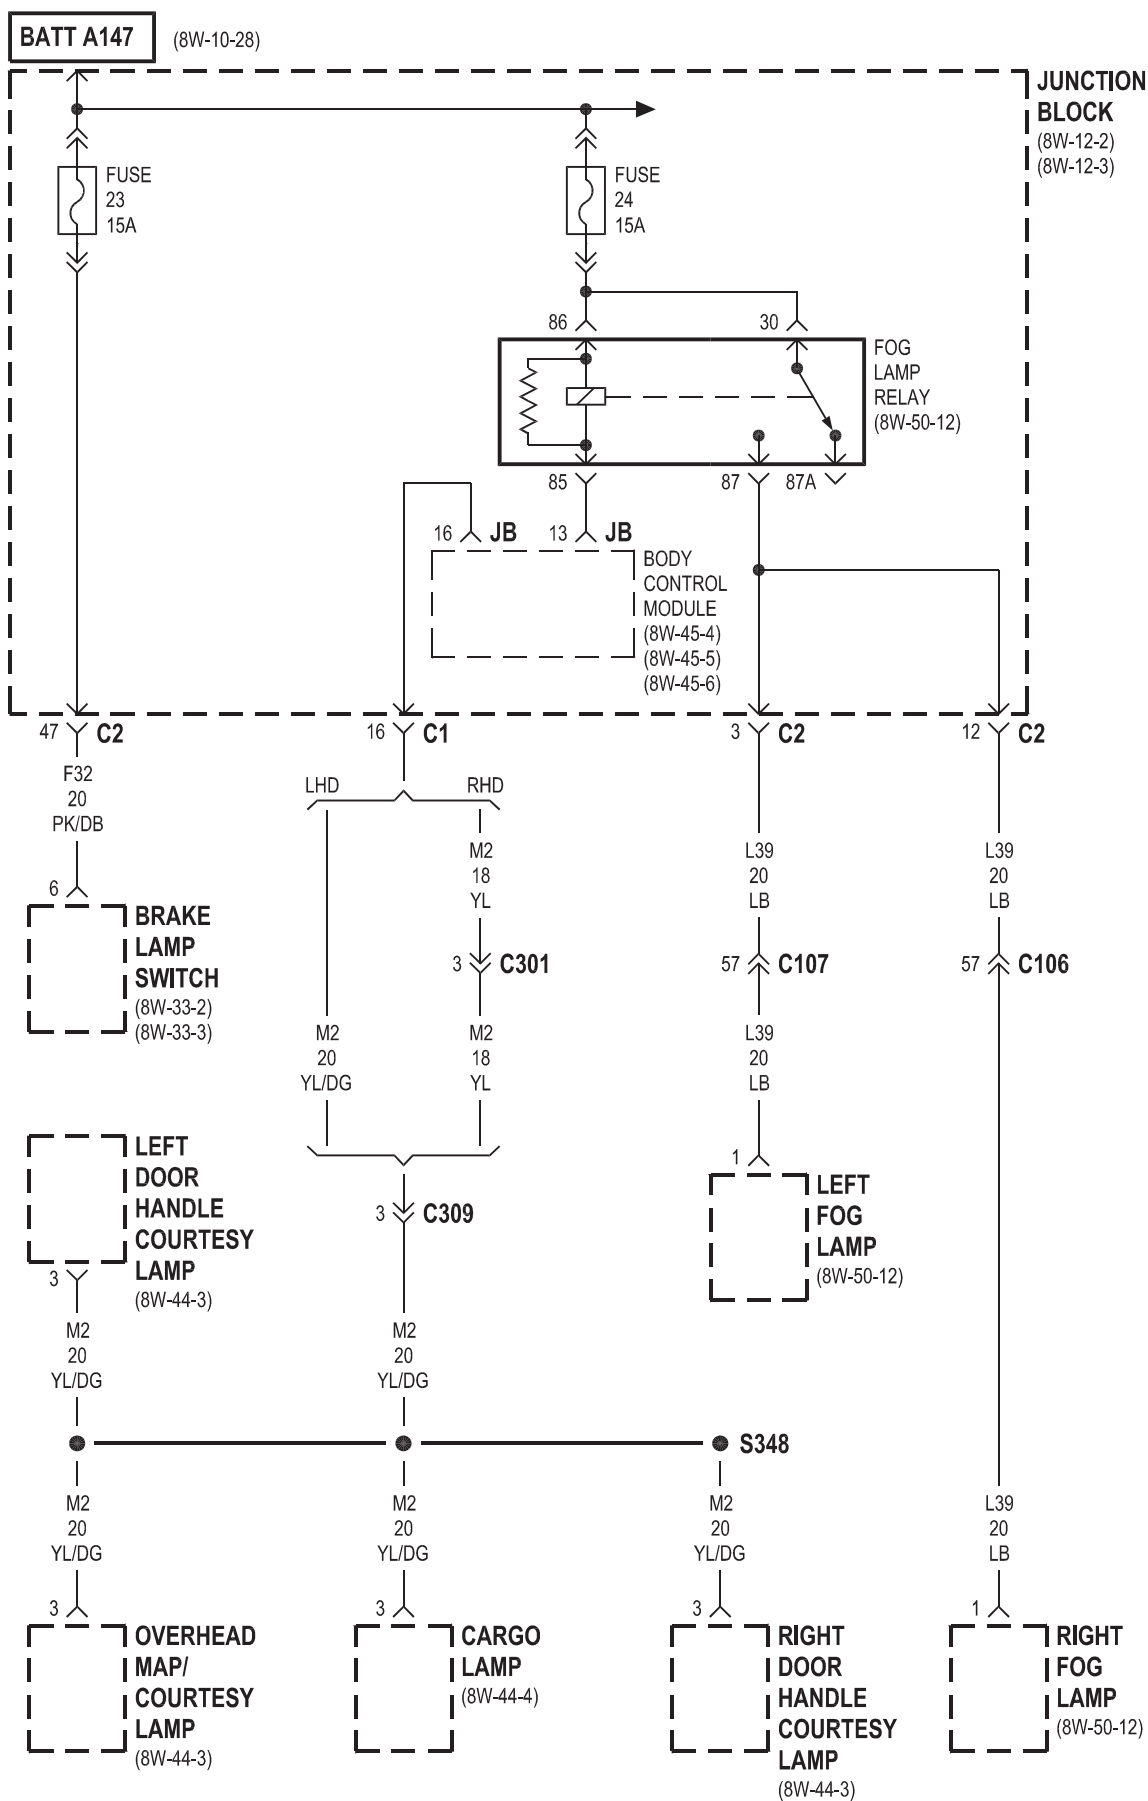 BATT A147 (8W-10-28)
JUNCTION
BLOCK
(8W-12-2)
(8W-12-3)
FUSE
23
15A
FUSE
24
15A
86
30
FOG
LAMP
RELAY
(8W-50-12)
85
87
87A
16 JB
13 JB
BODY
CONTROL
MODULE
(8W-45-4)
(8W-45-5)
(8W-45-6)
47 C2
16 C1
3 C2
12 C2
F32
20
PK/DB
LHD
RHD
M2
18
YL
L39
20
LB
L39
20
LB
6
BRAKE
LAMP
SWITCH
(8W-33-2)
(8W-33-3)
3 C301
57 C107
57 C106
M2
20
YL/DG
M2
18
YL
L39
20
LB
LEFT
DOOR
HANDLE
COURTESY
LAMP
(8W-44-3)
3
3 C309
1
LEFT
FOG
LAMP
(8W-50-12)
M2
20
YL/DG
M2
20
YL/DG
S348
M2
20
YL/DG
M2
20
YL/DG
M2
20
YL/DG
L39
20
LB
3
OVERHEAD
MAP/
COURTESY
LAMP
(8W-44-3)
3
CARGO
LAMP
(8W-44-4)
3
RIGHT
DOOR
HANDLE
COURTESY
LAMP
(8W-44-3)
1
RIGHT
FOG
LAMP
(8W-50-12)